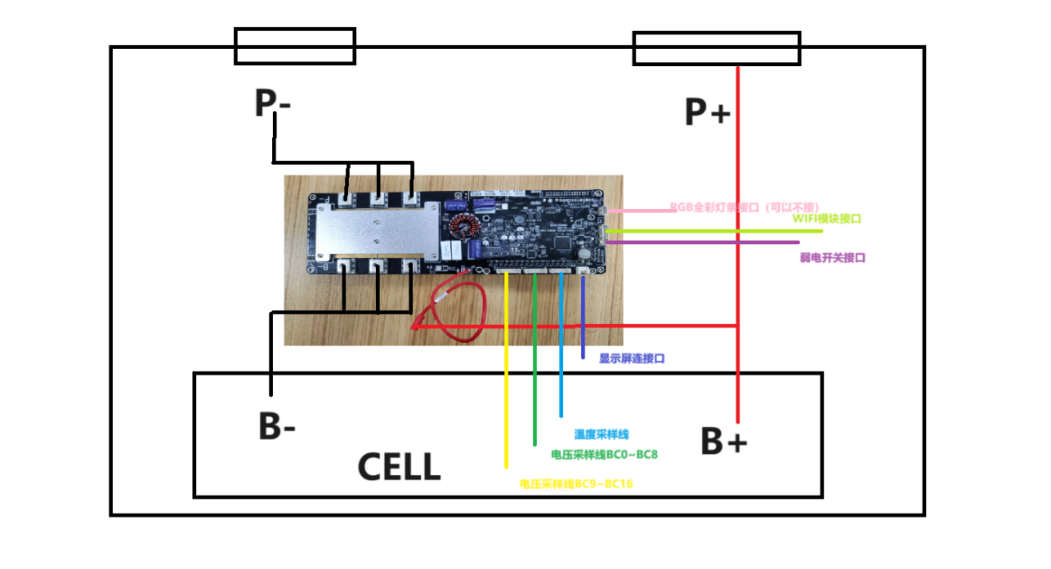 P-
P+
RGB全彩灯条接口（可以不接）
WIFI模块接口
弱电开关接口
显示屏连接口
B-
B+
温度采样线
电压采样线BC0~BC8
CELL
电压采样线BC9~BC16